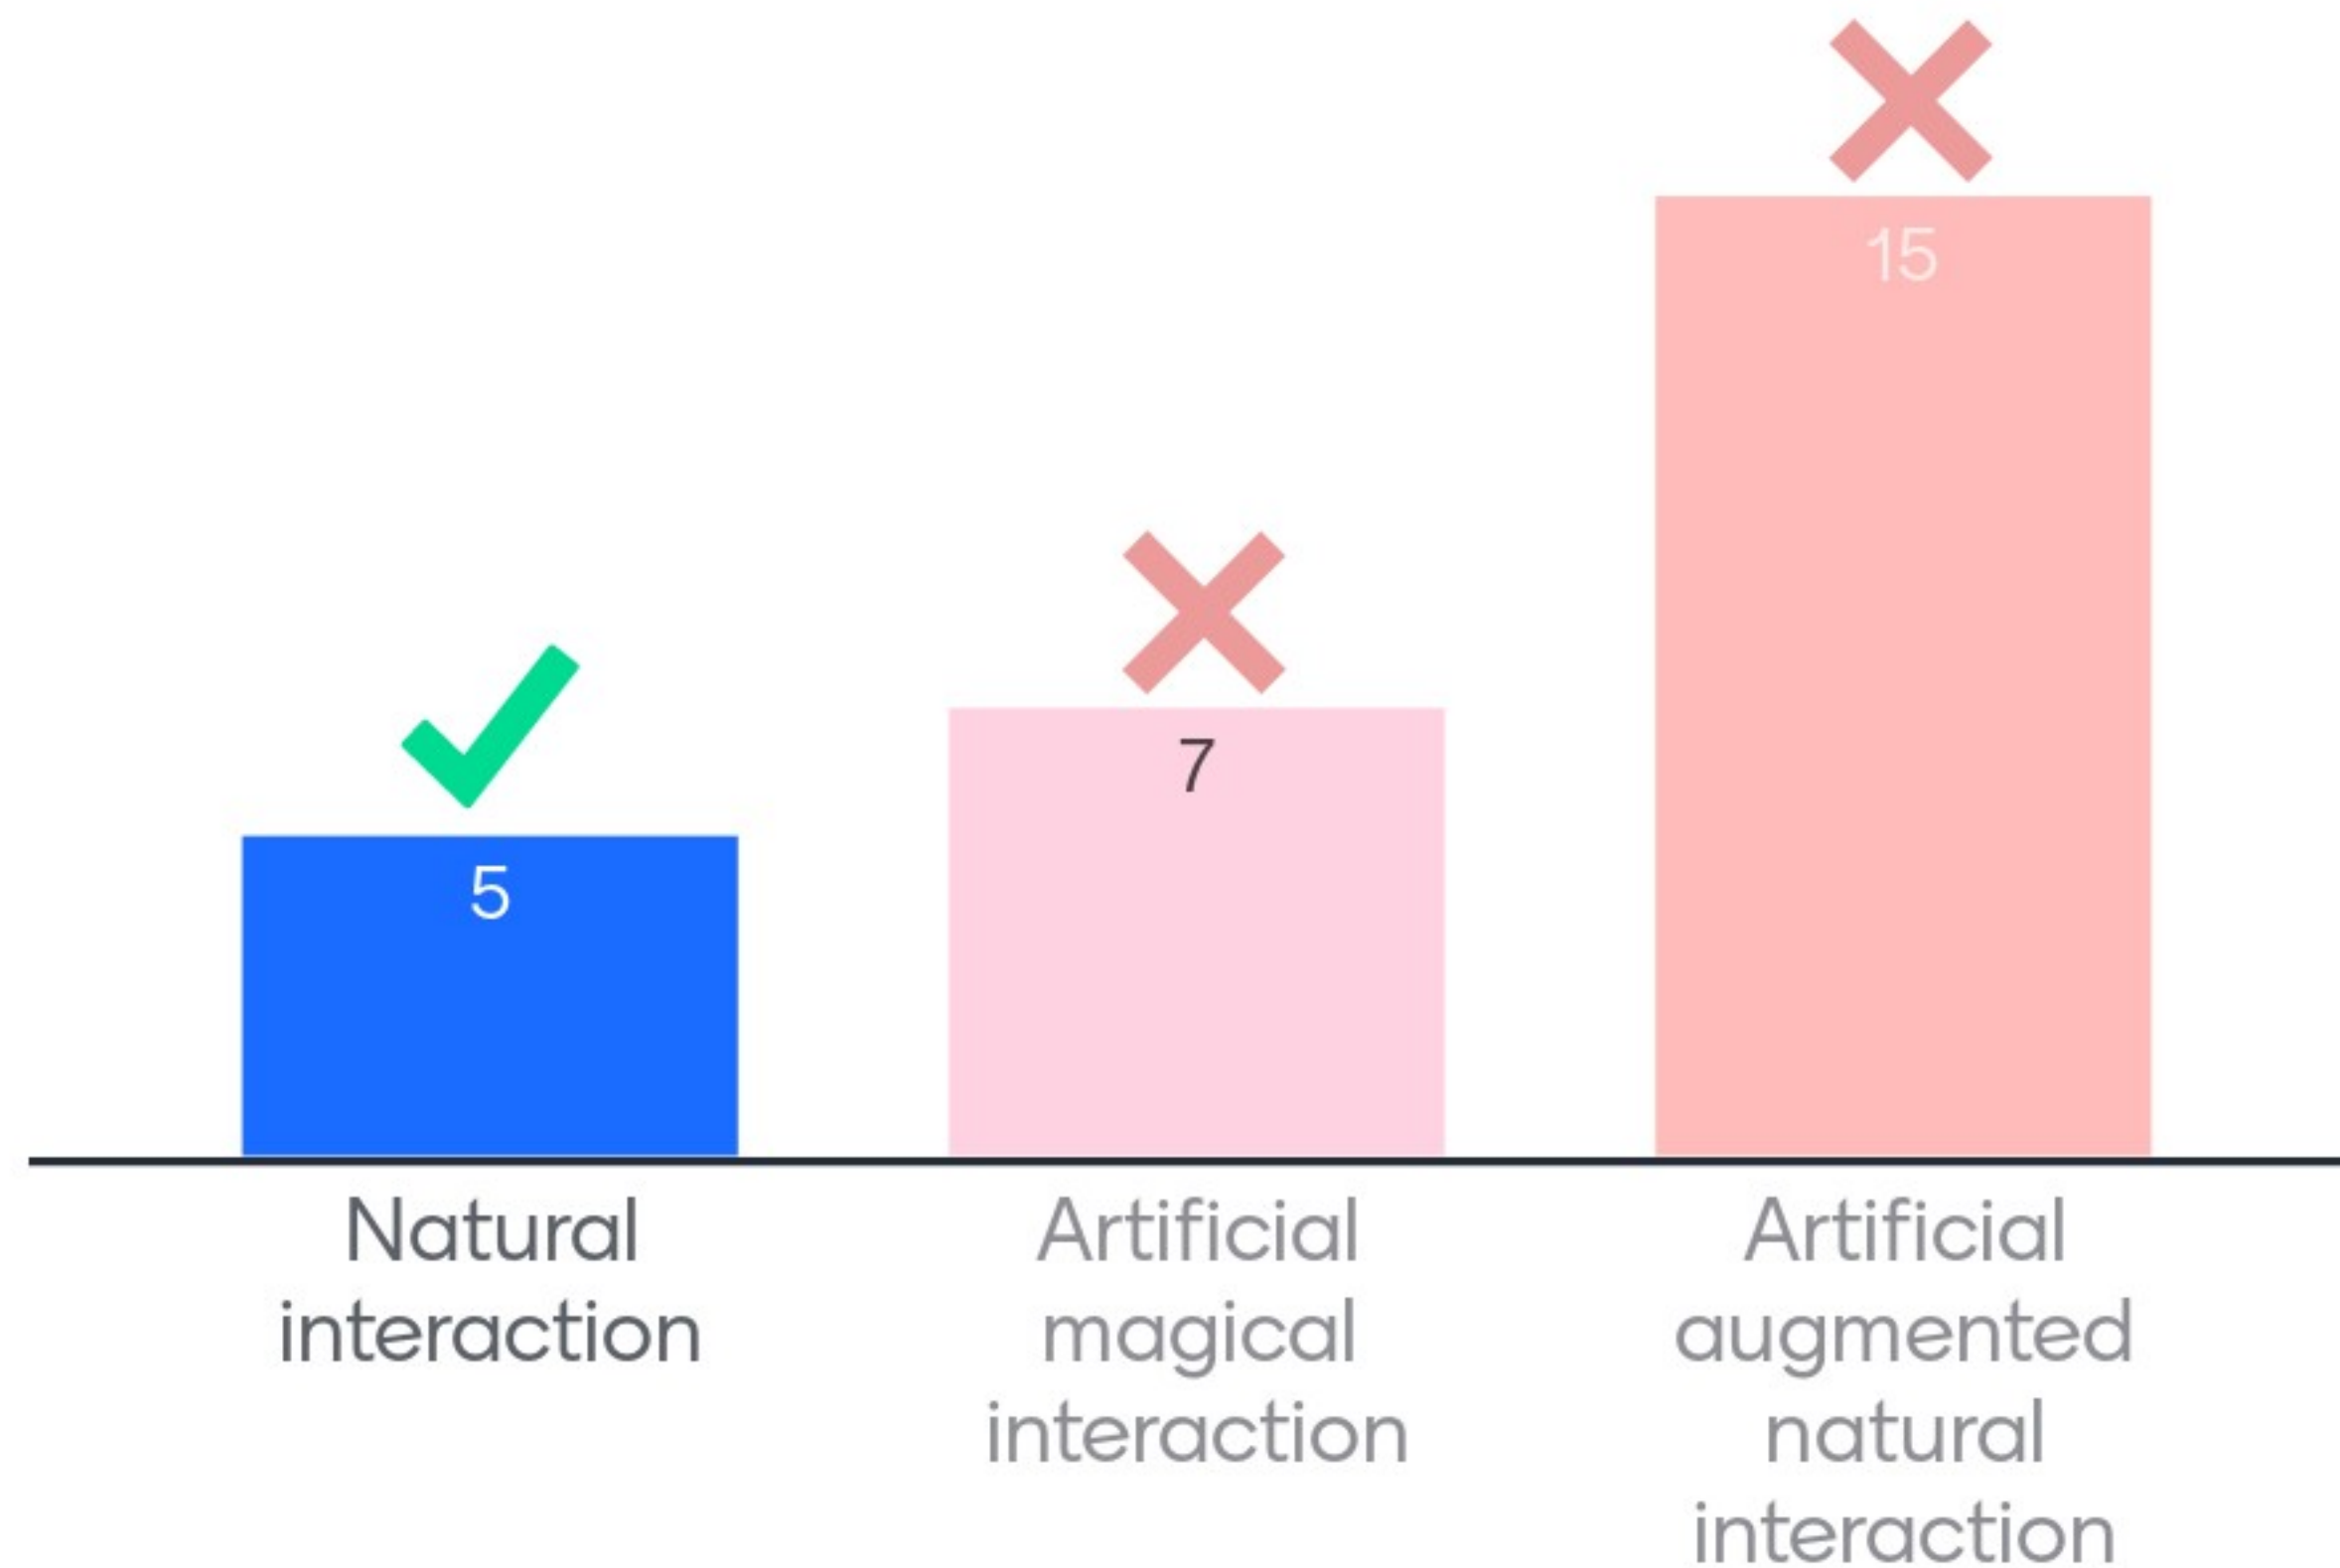 15
7
5
Natural
interaction
Artificial
magical
interaction
Artificial
augmented
natural
interaction